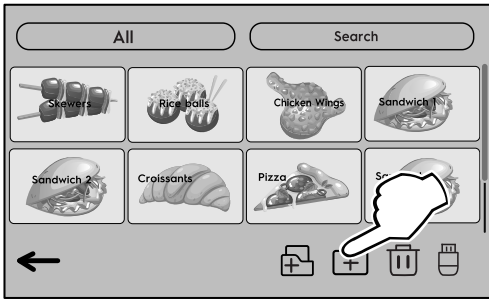 All
Search
Skewers
Rice balls
Chicken Wings
Sandwich 1
Sandwich 2
Croissants
Pizza